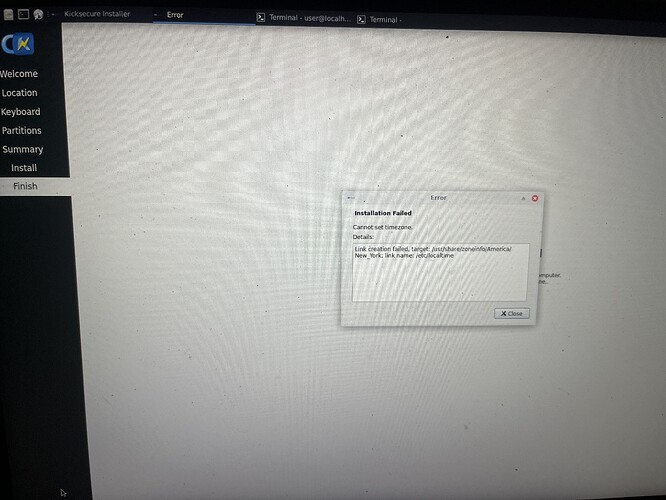 Kicksecure Installer
Error
Terminal - user@localh...
Terminal -
Welcome
Location
Keyboard
Partitions
Summary
Install
Finish
Error
Installation Failed
Cannot set timezone.
Details:
Link creation failed, target: /usr/share/zoneinfo/America/
New_York; link name: /etc/localtime
Close
omputer.